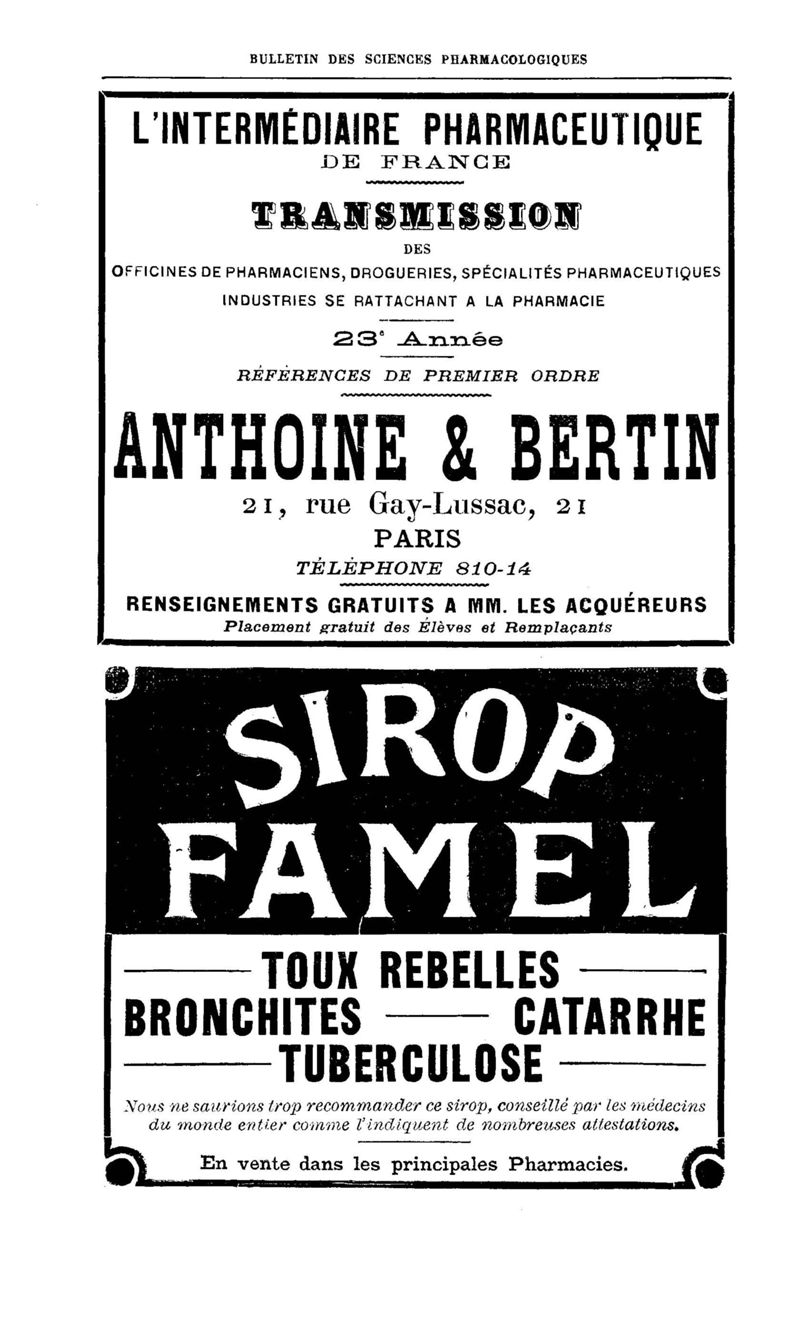 BULLETIN DES SCIENCES PHARMACOLOGIQUES
L'INTERMÉDIAIRE PHARMACEUTIQUE
DE FRANCE
TRANSMISSION
DES
OFFICINES DE PHARMACIENS, DROGUERIES, SPÉCIALITÉS PHARMACEUTIQUES
INDUSTRIES SE RATTACHANT A LA PHARMACIE
23e Année
RÉFÉRENCES DE PREMIER ORDRE
ANTHOINE & BERTIN
21, rue Gay-Lussac, 21
PARIS
TÉLÉPHONE 810-14
RENSEIGNEMENTS GRATUITS A MM. LES ACQUÉREURS
Placement gratuit des Élèves et Remplaçants
SIROP
FAMEL
TOUX REBELLES
BRONCHITES — CATARRHE
TUBERCULOSE
Nous ne saurions trop recommander ce sirop, conseillé par les médecins
du monde entier comme l'indiquent de nombreuses attestations.
En vente dans les principales Pharmacies.